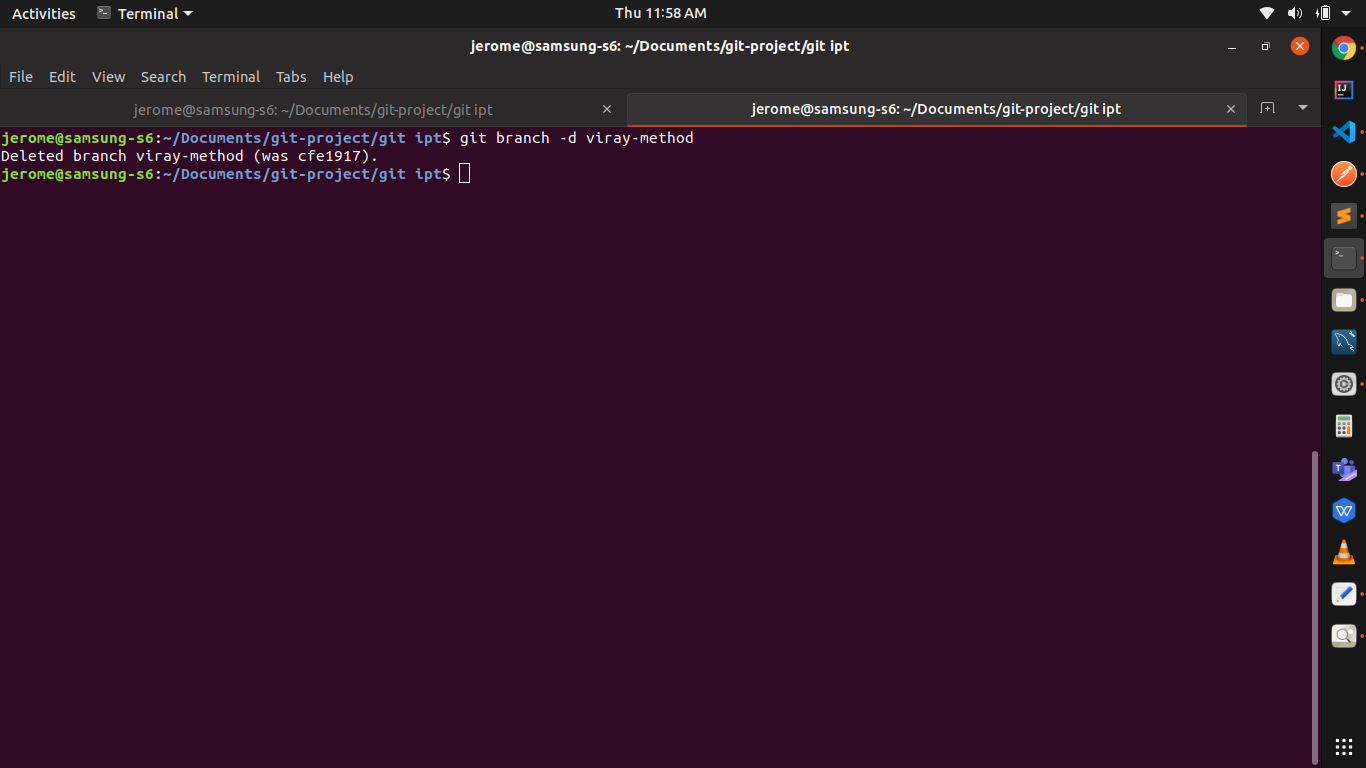 Activities Terminal Thu 11:58 AM
jerome@samsung-s6: ~/Documents/git-project/git ipt
File Edit View Search Terminal Tabs Help
jerome@samsung-s6: ~/Documents/git-project/git ipt jerome@samsung-s6: ~/Documents/git-project/git ipt
jerome@samsung-s6:~/Documents/git-project/git ipt$ git branch -d viray-method
Deleted branch viray-method (was cfe1917).
jerome@samsung-s6:~/Documents/git-project/git ipt$